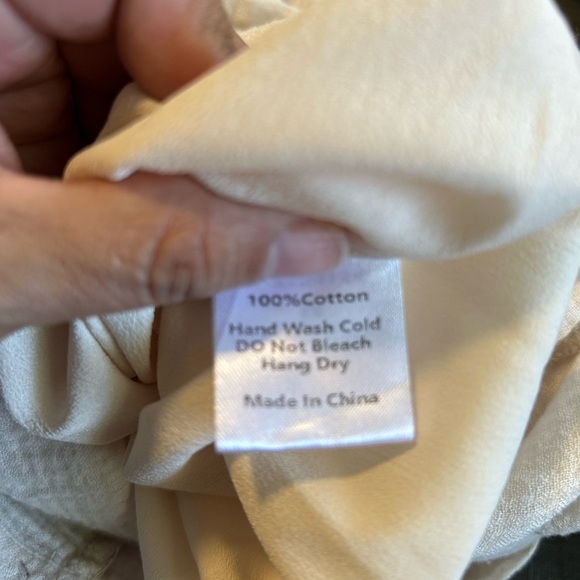 100%Cotton
Hand Wash Cold
DO Not Bleach
Hang Dry
Made In China